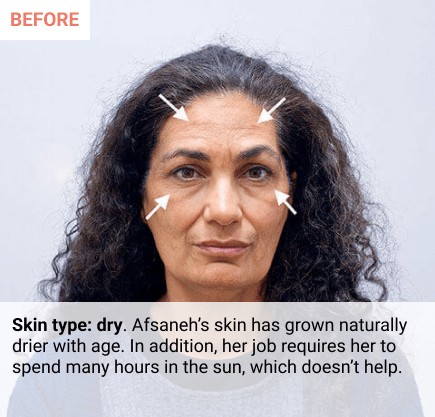 BEFORE
Skin type: dry. Afsaneh's skin has grown naturally
drier with age. In addition, her job requires her to
spend many hours in the sun, which doesn't help.